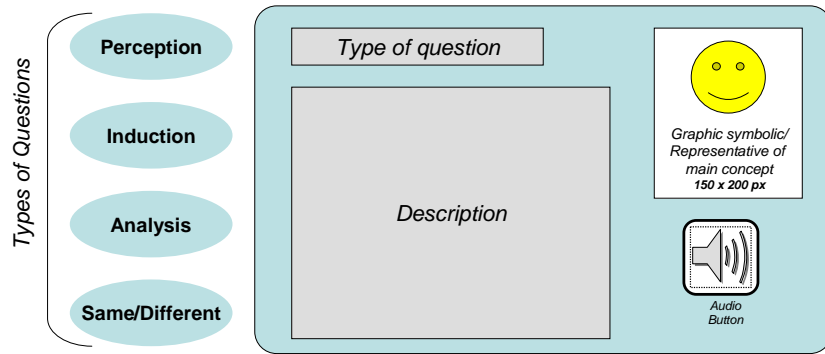 Types of Questions
Perception
Induction
Analysis
Same/Different
Type of question
Description
Graphic symbolic/
Representative of
main concept
150 x 200 px
Audio
Button